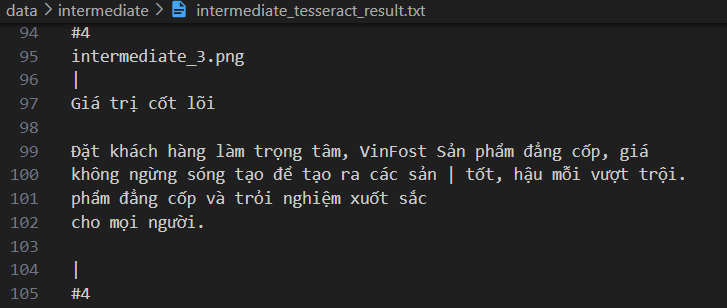 data > intermediate > intermediate_tesseract_result.txt
94 #4
95 intermediate_3.png
96 |
97 Giá trị cốt lõi
98
99 Đặt khách hàng làm trọng tâm, VinFost Sản phẩm đẳng cốp, giá
100 không ngừng sóng tạo để tạo ra các sản | tốt, hậu mỗi vượt trội.
101 phẩm đẳng cốp và trỏi nghiệm xuốt sắc
102 cho mọi người.
103
104 |
105 #4